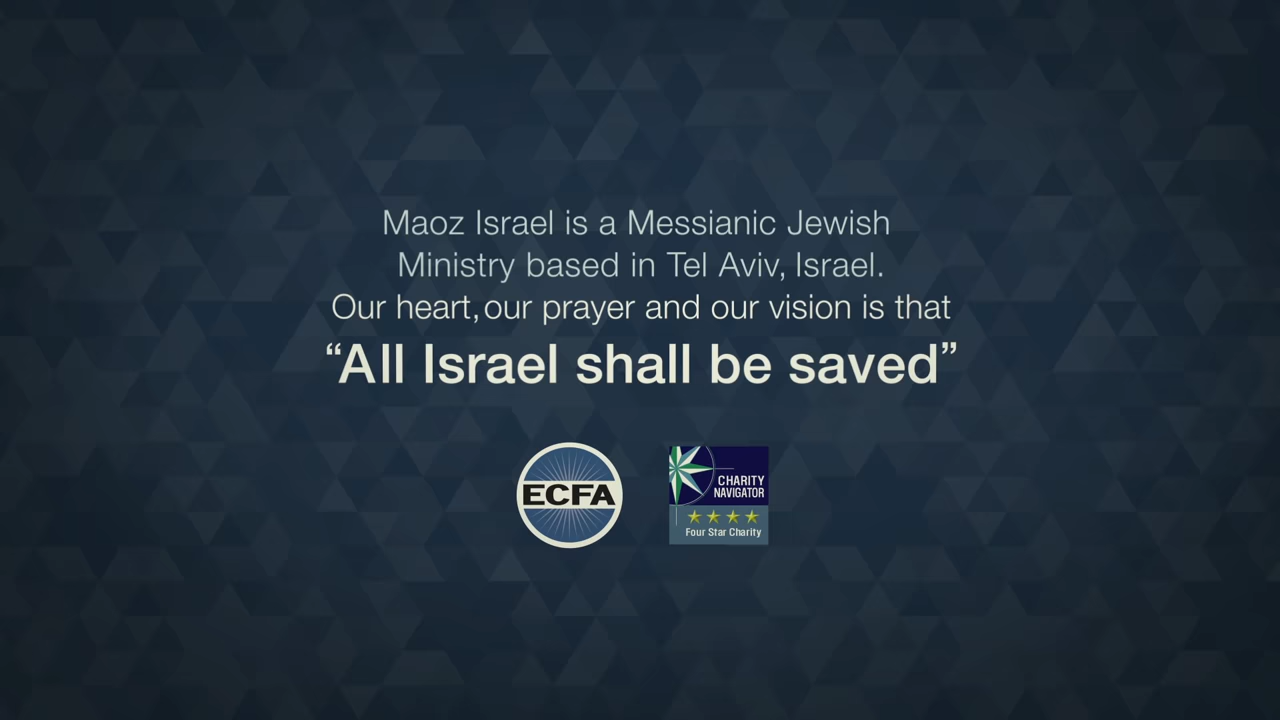 Maoz Israel is a Messianic Jewish
Ministry based in Tel Aviv, Israel.
Our heart, our prayer and our vision is that
“All Israel shall be saved”
ECFA
CHARITY
NAVIGATOR
Four Star Charity